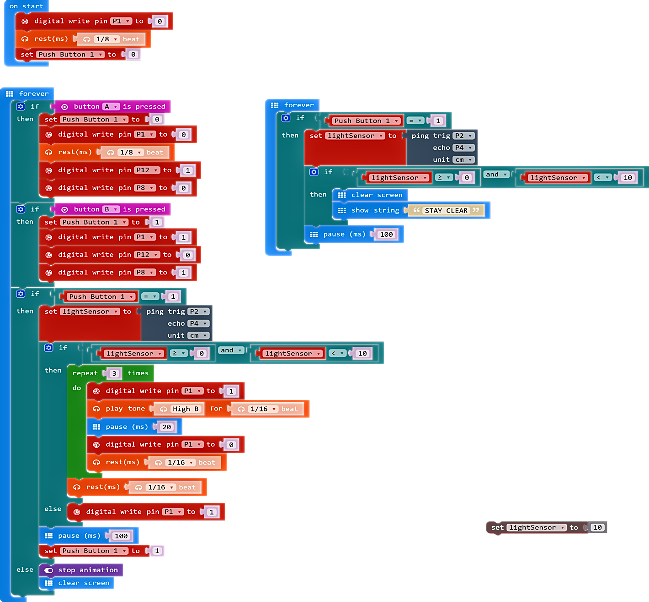 on start
digital write pin P1 to 0
rest(ms) 1/8 beat
set Push Button 1 to 0
forever
if button A is pressed
then set Push Button 1 to 0
digital write pin P1 to 0
rest(ms) 1/8 beat
digital write pin P12 to 1
digital write pin P8 to 0
if button B is pressed
then set Push Button 1 to 1
digital write pin P1 to 1
digital write pin P12 to 0
digital write pin P8 to 1
if Push Button 1 = 1
then set lightSensor to ping trig P2
echo P4
unit cm
if lightSensor ≥ 0 and lightSensor < 10
then repeat 3 times
do digital write pin P1 to 1
play tone High B for 1/16 beat
pause (ms) 20
digital write pin P1 to 0
rest(ms) 1/16 beat
rest(ms) 1/16 beat
else digital write pin P1 to 1
pause (ms) 100
set Push Button 1 to 1
else stop animation
clear screen
forever
if Push Button 1 = 1
then set lightSensor to ping trig P2
echo P4
unit cm
if lightSensor ≥ 0 and lightSensor < 10
then clear screen
show string " STAY CLEAR "
pause (ms) 100
set lightSensor to 10